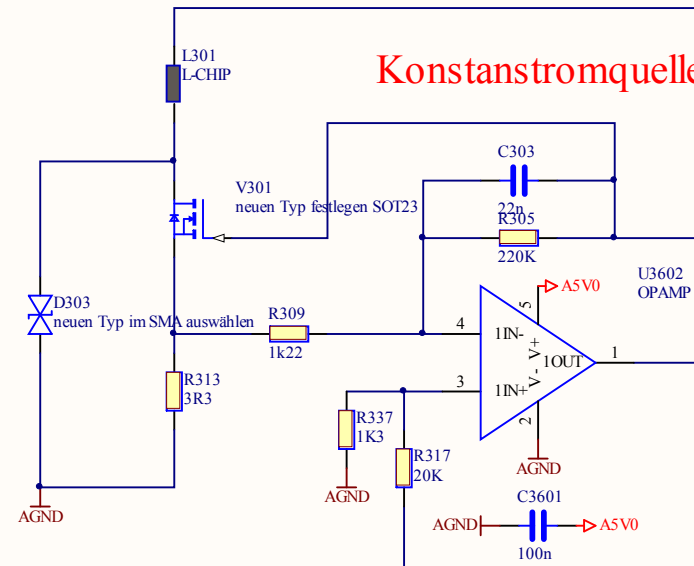 L301
L-CHIP
Konstanstromquelle
C303
22n
V301
neuen Typ festlegen SOT23
R305
220K
U3602
OPAMP
A5V0
D303
neuen Typ im SMA auswählen
R309
1k22
4
1IN-
V+
5
1OUT
1
3
1IN+
V-
2
R313
3R3
R337
1K3
R317
20K
AGND
AGND
AGND
C3601
AGND
A5V0
100n